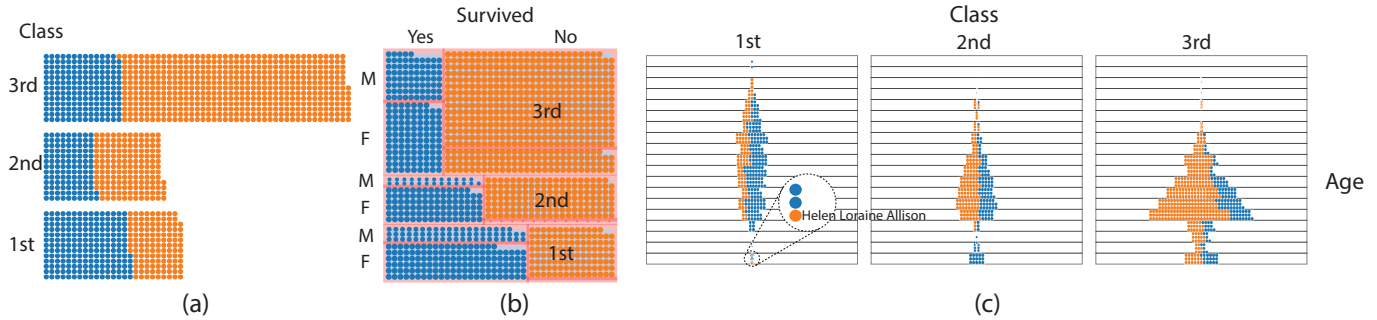 Class
3rd
2nd
1st
(a)
Survived
Yes No
M
F
3rd
M
F
2nd
M
F
1st
(b)
Class
1st 2nd 3rd
Age
Helen Loraine Allison
(c)